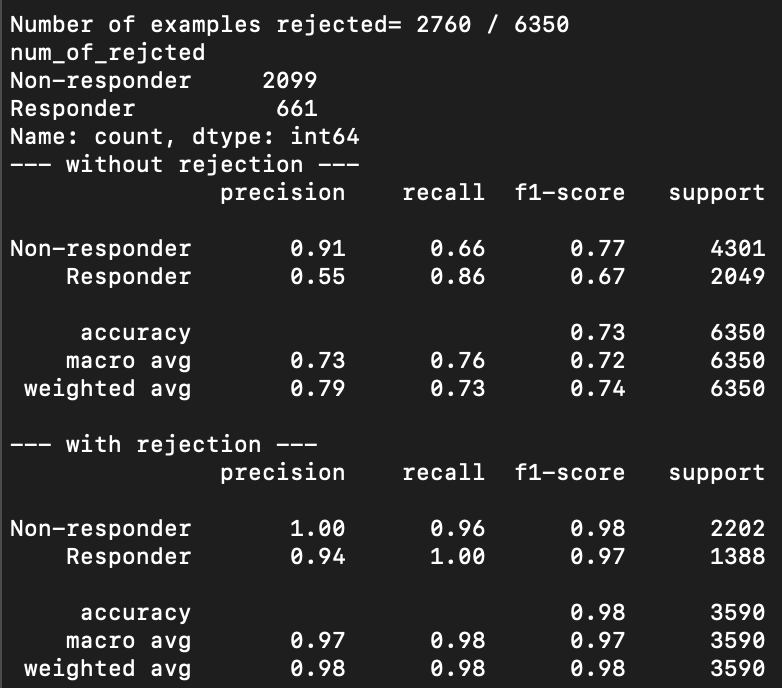 Number of examples rejected= 2760 / 6350
num_of_rejcted
Non-responder     2099
Responder          661
Name: count, dtype: int64
--- without rejection ---
               precision    recall  f1-score   support

Non-responder       0.91      0.66      0.77      4301
    Responder       0.55      0.86      0.67      2049

     accuracy                           0.73      6350
    macro avg       0.73      0.76      0.72      6350
 weighted avg       0.79      0.73      0.74      6350

--- with rejection ---
               precision    recall  f1-score   support

Non-responder       1.00      0.96      0.98      2202
    Responder       0.94      1.00      0.97      1388

     accuracy                           0.98      3590
    macro avg       0.97      0.98      0.97      3590
 weighted avg       0.98      0.98      0.98      3590